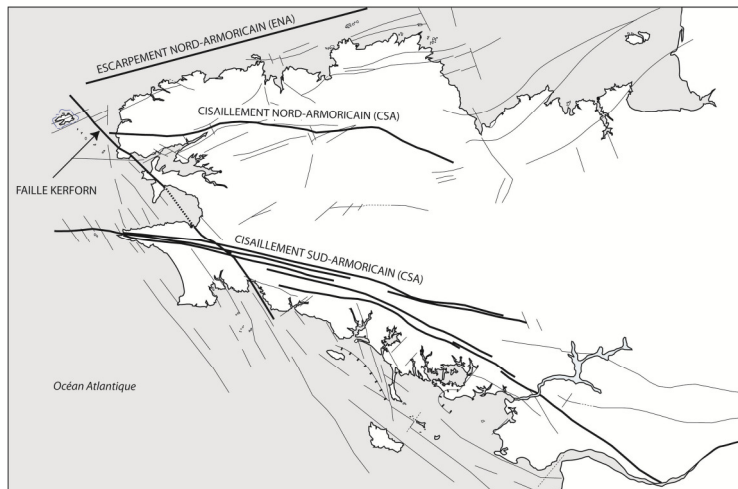 ESCARPEMENT NORD-ARMORICAIN (ENA)
CISAILLEMENT NORD-ARMORICAIN (CSA)
FAILLE KERFORN
CISAILLEMENT SUD-ARMORICAIN (CSA)
Océan Atlantique